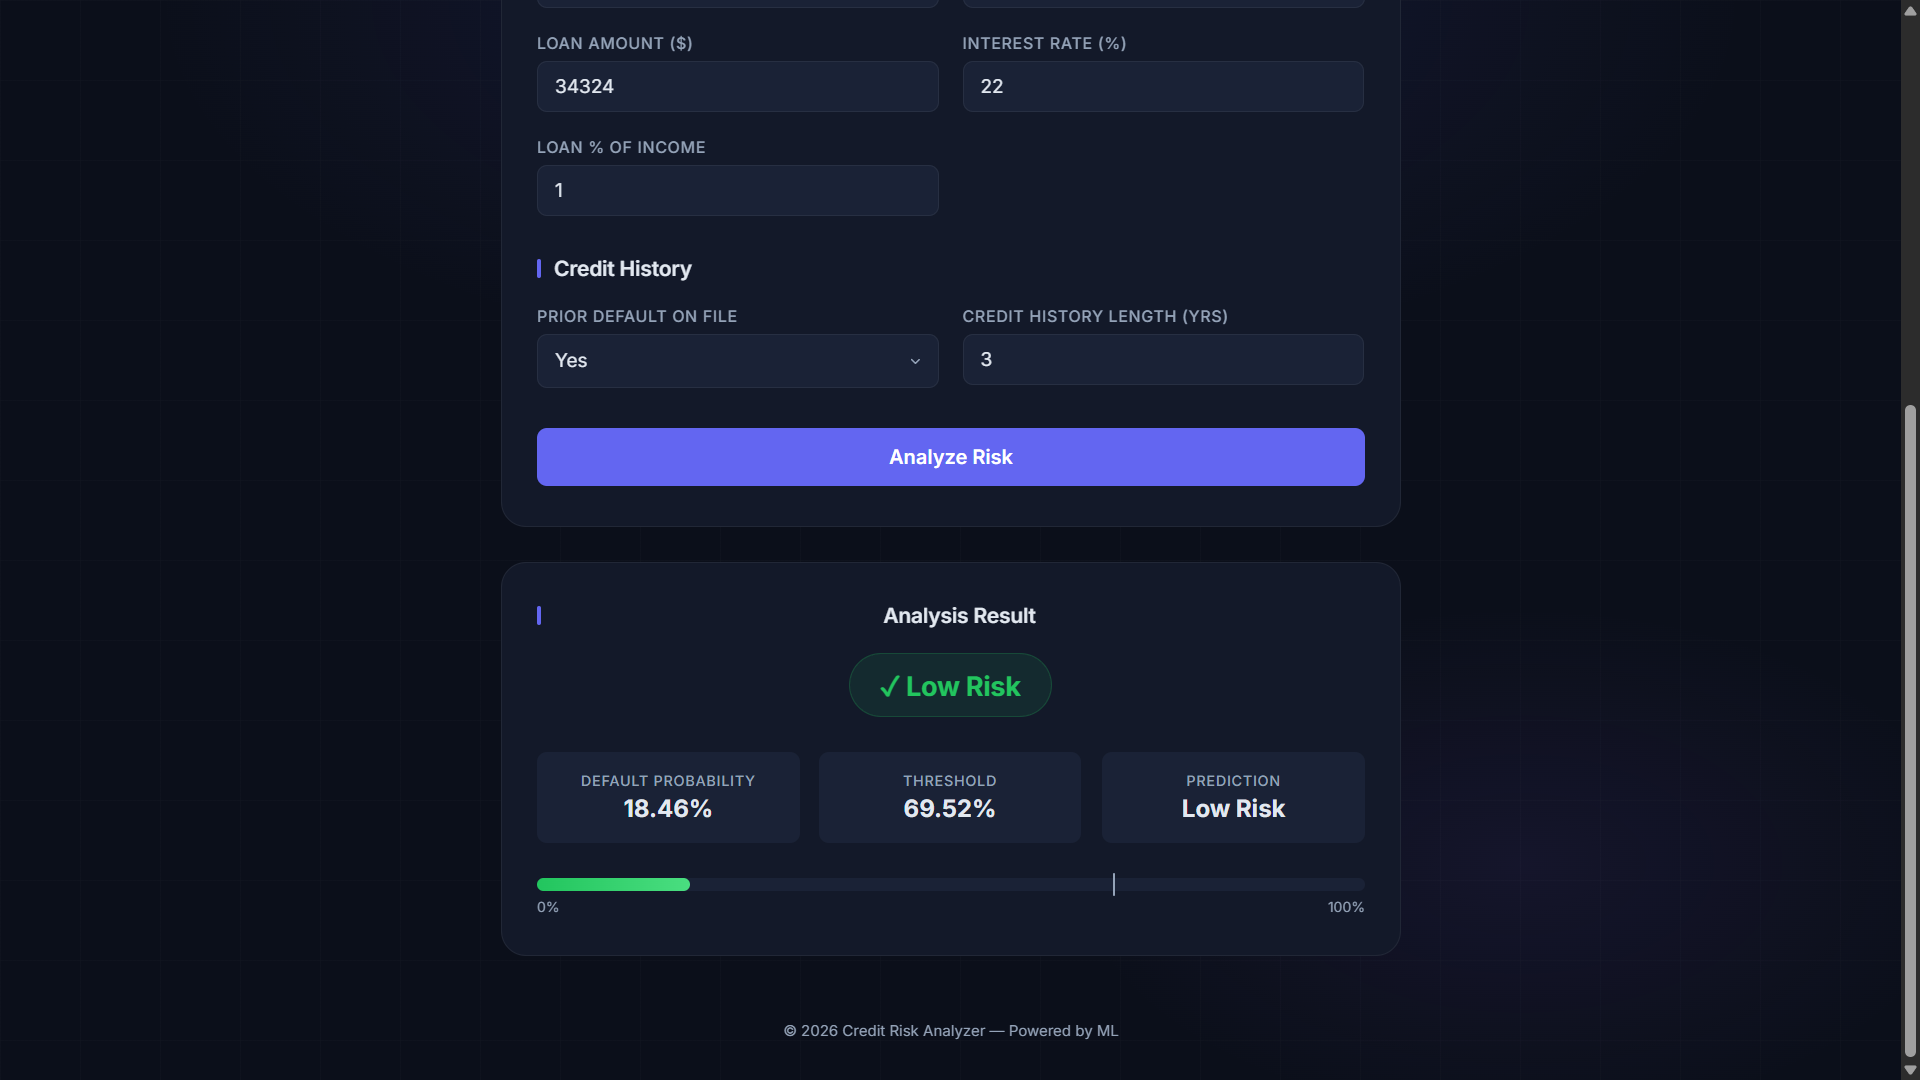 LOAN AMOUNT ($)
INTEREST RATE (%)
34324
22
LOAN % OF INCOME
1
Credit History
PRIOR DEFAULT ON FILE
CREDIT HISTORY LENGTH (YRS)
Yes
3
Analyze Risk
Analysis Result
✓ Low Risk
DEFAULT PROBABILITY
18.46%
THRESHOLD
69.52%
PREDICTION
Low Risk
0%
100%
© 2026 Credit Risk Analyzer — Powered by ML